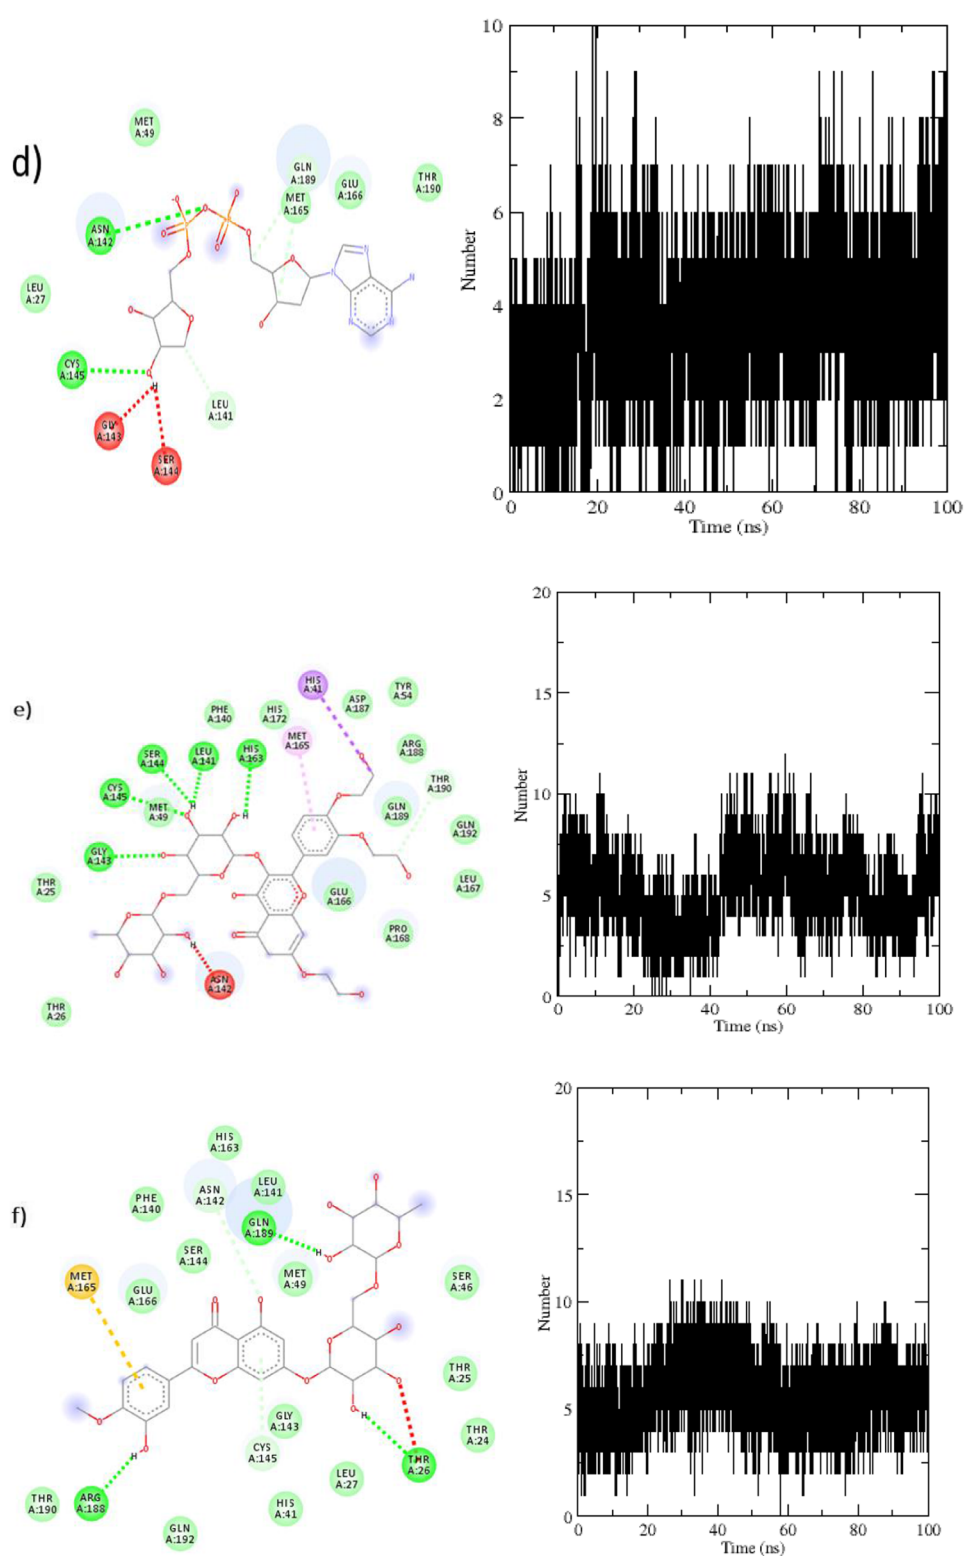 d)
MET
A:49
GLN
A:189
MET
A:165
GLU
A:166
THR
A:190
ASN
A:142
LEU
A:27
CYS
A:145
H
GLY
A:143
SER
A:144
LEU
A:141
N
N
N
N
N
10
8
6
4
2
0
Number
0 20 40 60 80 100
Time (ns)
e)
HIS
A:41
ASP
A:187
TYR
A:54
PHE
A:140
HIS
A:172
MET
A:165
ARG
A:188
SER
A:144
LEU
A:141
HIS
A:163
THR
A:190
CYS
A:145
MET
A:49
GLN
A:189
GLN
A:192
GLY
A:143
THR
A:25
GLU
A:166
LEU
A:167
PRO
A:168
ASN
A:142
THR
A:26
H
H
H
20
15
10
5
0
Number
0 20 40 60 80 100
Time (ns)
f)
HIS
A:163
ASN
A:142
LEU
A:141
PHE
A:140
GLN
A:189
SER
A:144
MET
A:49
SER
A:46
MET
A:165
GLU
A:166
THR
A:25
GLY
A:143
THR
A:24
CYS
A:145
THR
A:26
LEU
A:27
THR
A:190
ARG
A:188
HIS
A:41
GLN
A:192
H
H
H
20
15
10
5
0
Number
0 20 40 60 80 100
Time (ns)